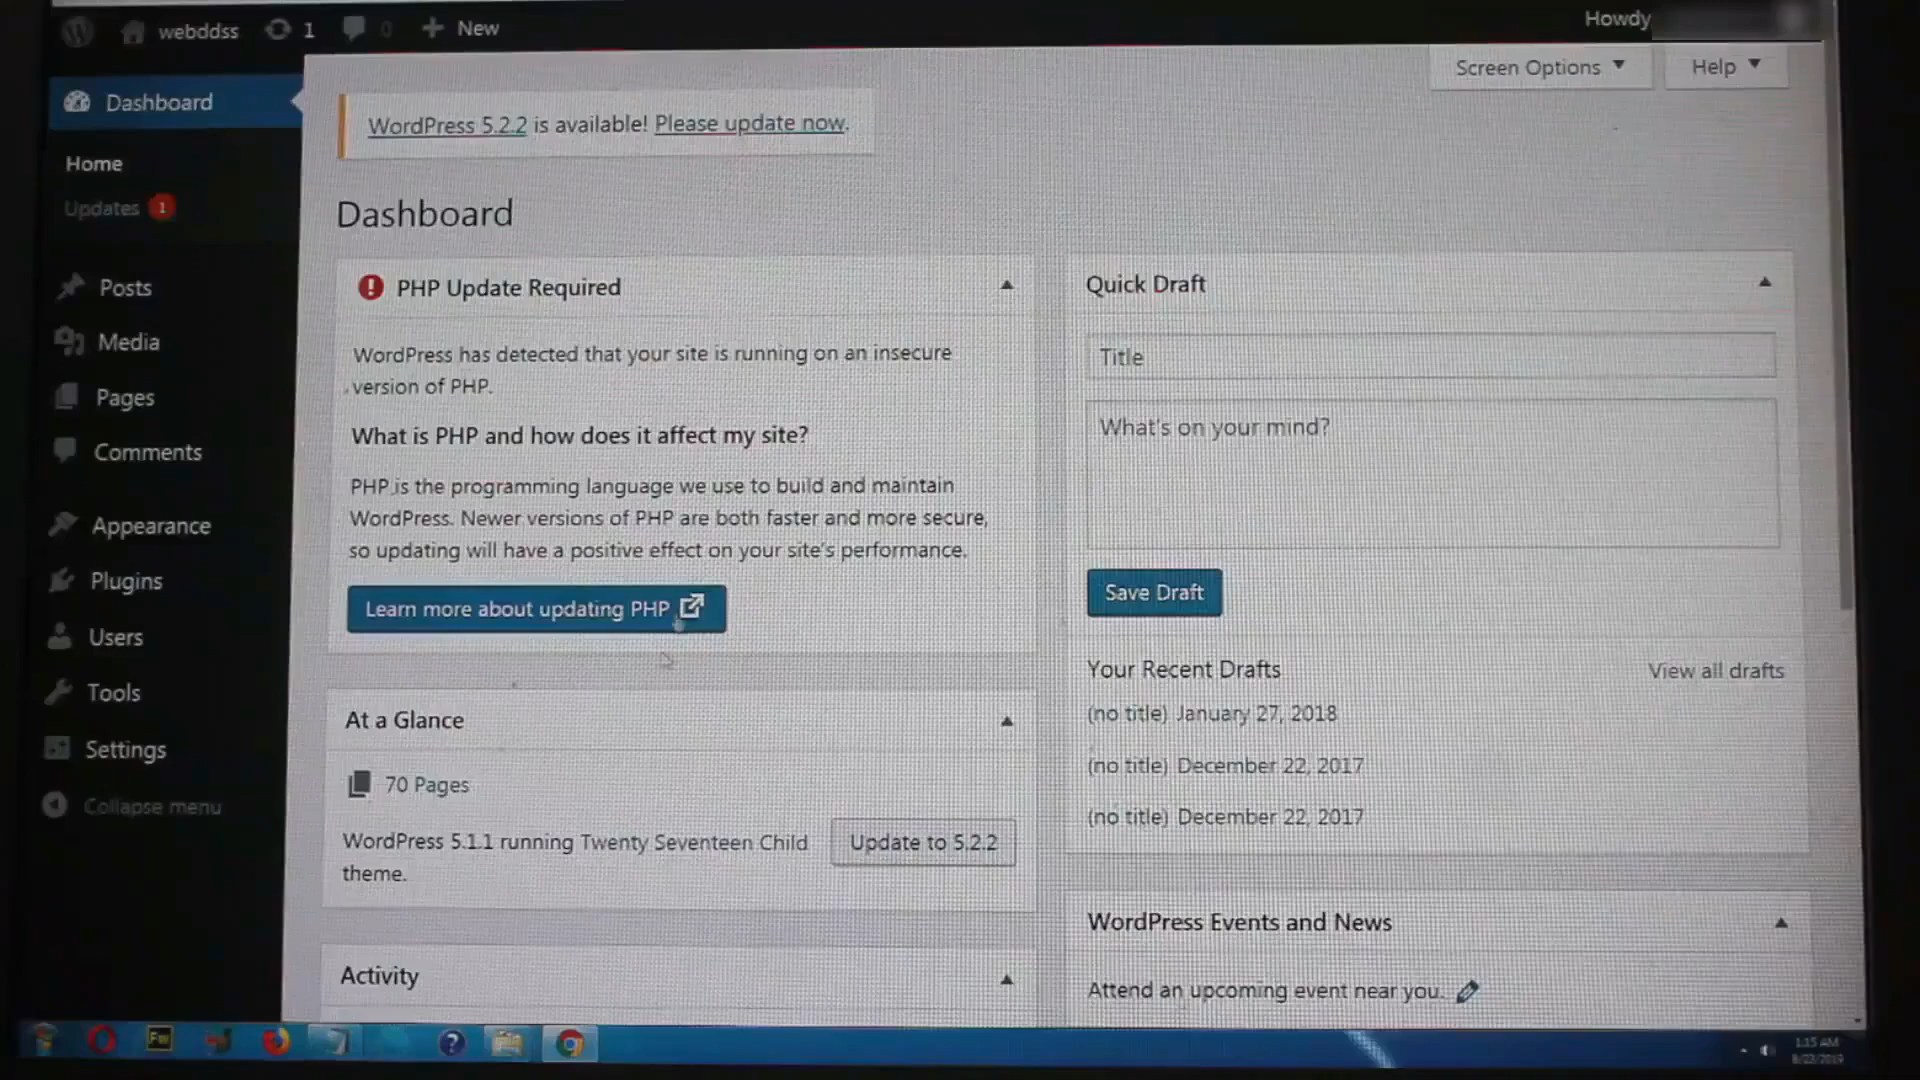 webddss 1 0 + New
Howdy
Screen Options
Help
Dashboard
Home
Updates 1
Posts
Media
Pages
Comments
Appearance
Plugins
Users
Tools
Settings
Collapse menu
WordPress 5.2.2 is available! Please update now.
Dashboard
PHP Update Required
WordPress has detected that your site is running on an insecure
version of PHP.
What is PHP and how does it affect my site?
PHP is the programming language we use to build and maintain
WordPress. Newer versions of PHP are both faster and more secure,
so updating will have a positive effect on your site's performance.
Learn more about updating PHP
At a Glance
70 Pages
WordPress 5.1.1 running Twenty Seventeen Child
theme.
Update to 5.2.2
Activity
Quick Draft
Title
What's on your mind?
Save Draft
Your Recent Drafts
View all drafts
(no title) January 27, 2018
(no title) December 22, 2017
(no title) December 22, 2017
WordPress Events and News
Attend an upcoming event near you.
Fw
1:15 AM
8/22/2019